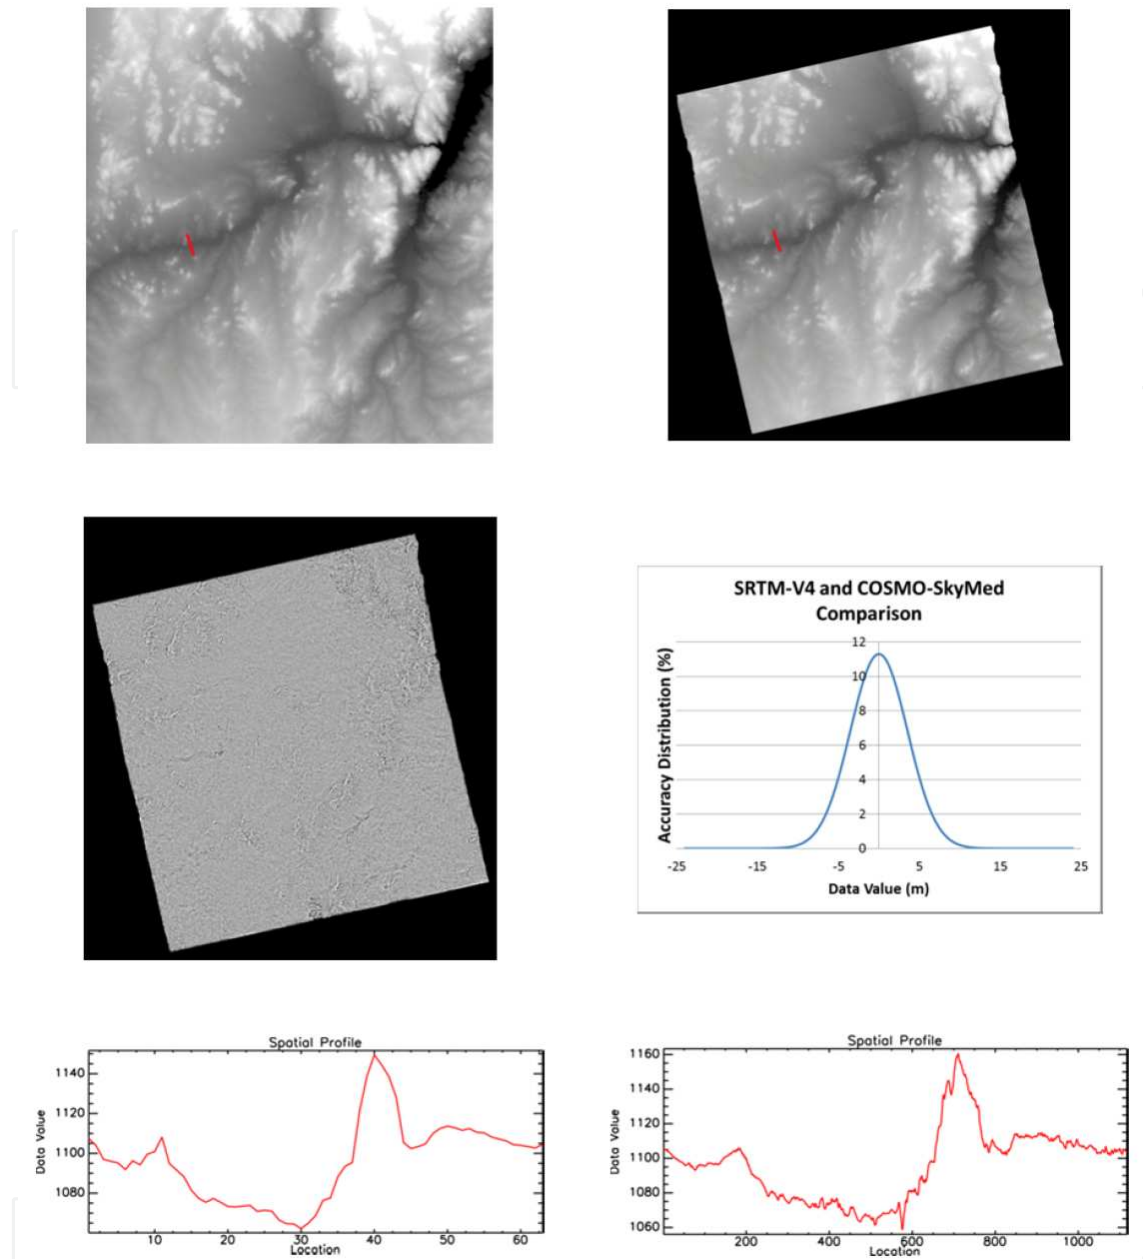 SRTM-V4 and COSMO-SkyMed
Comparison
Accuracy Distribution (%)
12
10
8
6
4
2
0
-25 -15 -5 5 15 25
Data Value (m)
Spatial Profile
Data Value
1140
1120
1100
1080
10 20 30 40 50 60
Location
Spatial Profile
Data Value
1160
1140
1120
1100
1080
1060
200 400 600 800 1000
Location